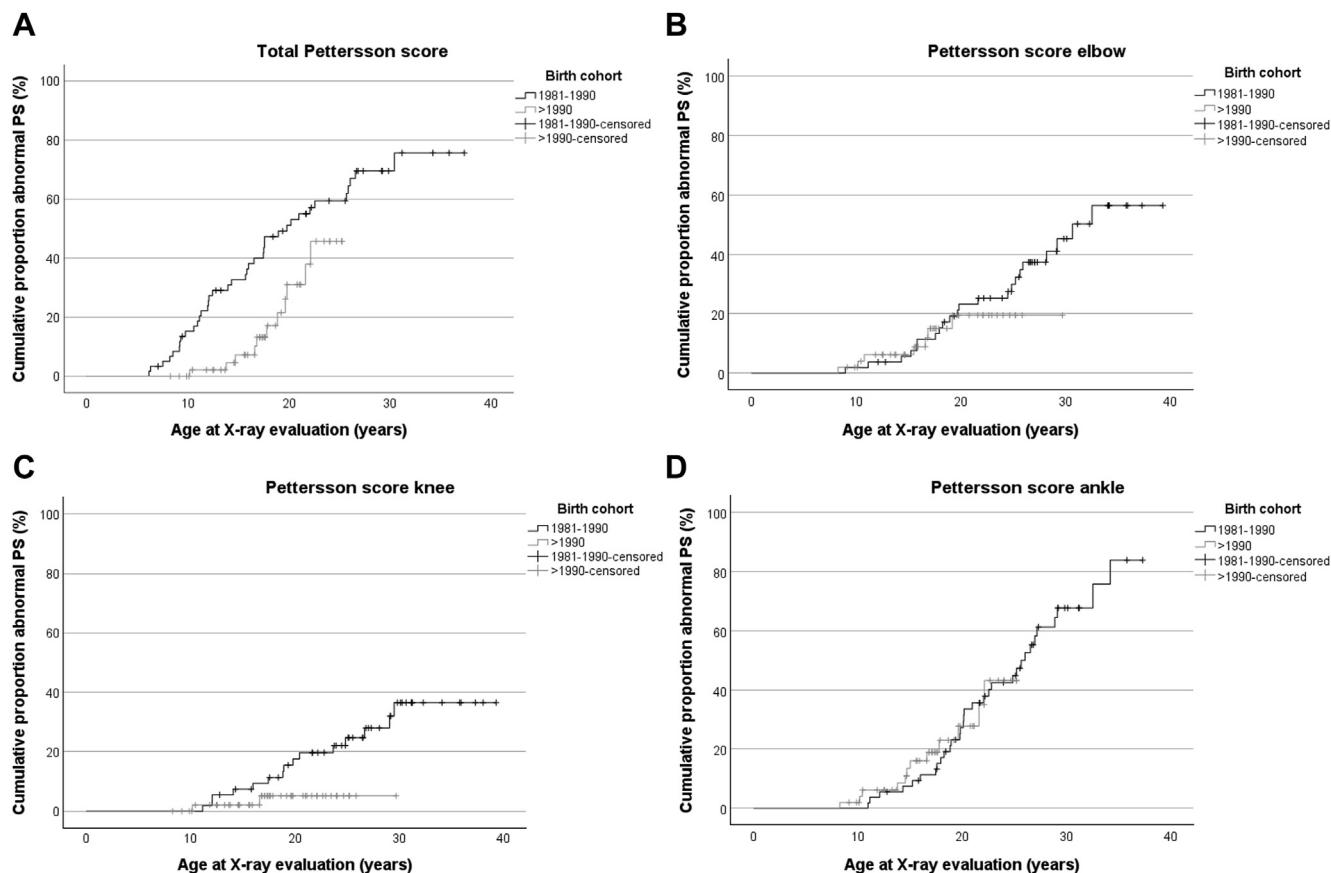 A
Total Pettersson score
Cumulative proportion abnormal PS (%)
100
80
60
40
20
0
0 10 20 30 40
Age at X-ray evaluation (years)
Birth cohort
1981-1990
>1990
1981-1990-censored
>1990-censored
B
Pettersson score elbow
Cumulative proportion abnormal PS (%)
100
80
60
40
20
0
0 10 20 30 40
Age at X-ray evaluation (years)
Birth cohort
1981-1990
>1990
1981-1990-censored
>1990-censored
C
Pettersson score knee
Cumulative proportion abnormal PS (%)
100
80
60
40
20
0
0 10 20 30 40
Age at X-ray evaluation (years)
Birth cohort
1981-1990
>1990
1981-1990-censored
>1990-censored
D
Pettersson score ankle
Cumulative proportion abnormal PS (%)
100
80
60
40
20
0
0 10 20 30 40
Age at X-ray evaluation (years)
Birth cohort
1981-1990
>1990
1981-1990-censored
>1990-censored